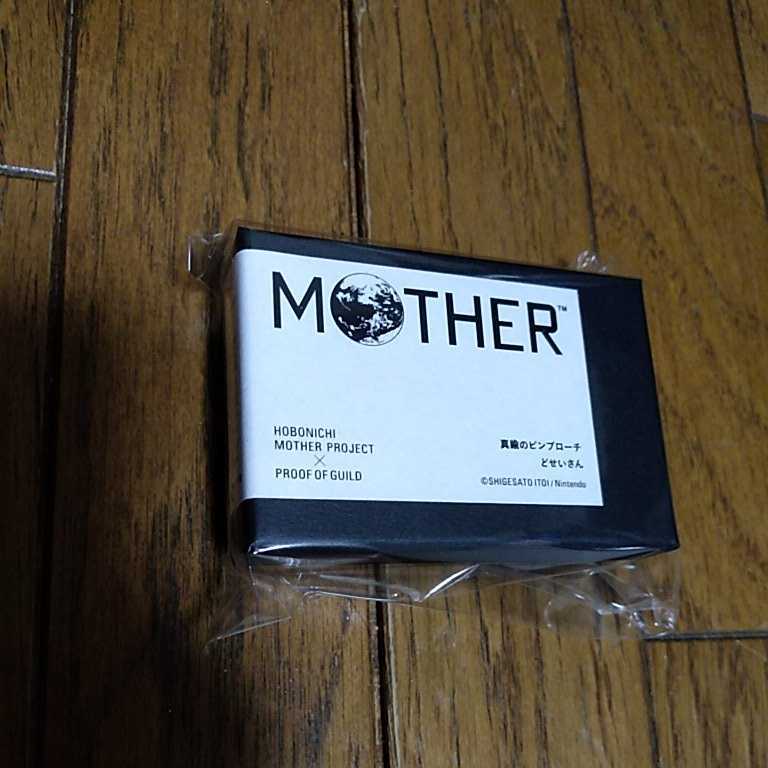 MOTHER™
HOBONICHI
MOTHER PROJECT
×
PROOF OF GUILD
真鍮のピンブローチ
どせいさん
©SHIGESATO ITOI / Nintendo